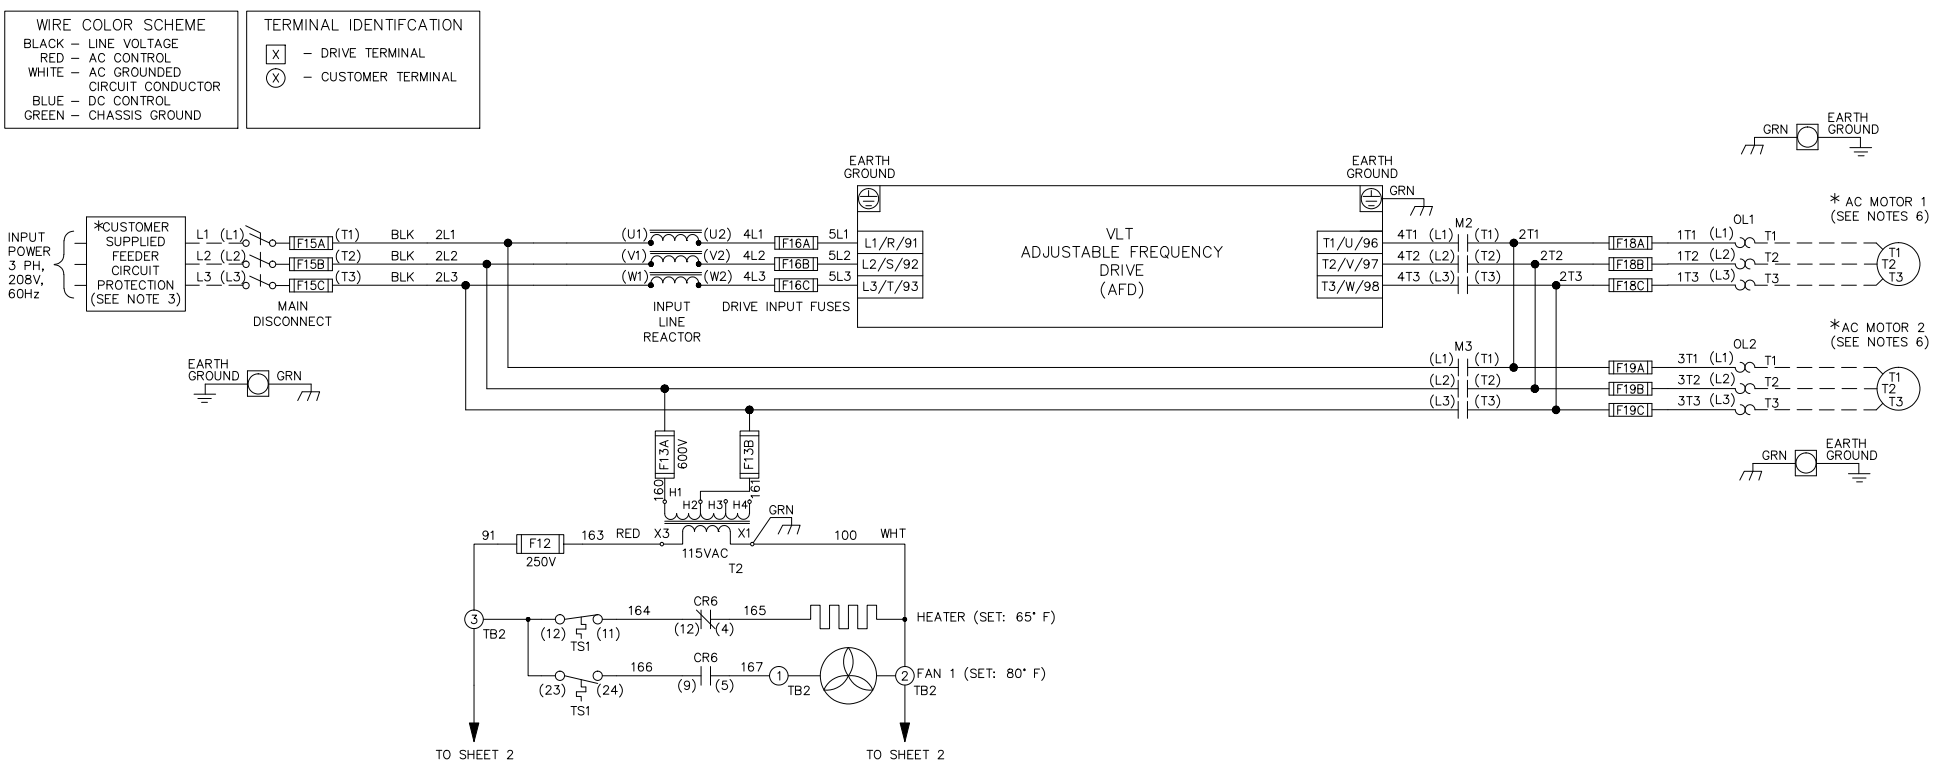 WIRE COLOR SCHEME
BLACK – LINE VOLTAGE
RED – AC CONTROL
WHITE – AC GROUNDED
CIRCUIT CONDUCTOR
BLUE – DC CONTROL
GREEN – CHASSIS GROUND
TERMINAL IDENTIFCATION
X – DRIVE TERMINAL
X – CUSTOMER TERMINAL
INPUT
POWER
3 PH,
208V,
60Hz
*CUSTOMER
SUPPLIED
FEEDER
CIRCUIT
PROTECTION
(SEE NOTE 3)
L1 (L1) F15A (T1) BLK 2L1 (U1) (U2) 4L1 F16A 5L1
L2 (L2) F15B (T2) BLK 2L2 (V1) (V2) 4L2 F16B 5L2
L3 (L3) F15C (T3) BLK 2L3 (W1) (W2) 4L3 F16C 5L3
MAIN
DISCONNECT
INPUT
LINE
REACTOR
DRIVE INPUT FUSES
EARTH
GROUND
L1/R/91
L2/S/92
L3/T/93
VLT
ADJUSTABLE FREQUENCY
DRIVE
(AFD)
EARTH
GROUND
GRN
T1/U/96
T2/V/97
T3/W/98
M2
4T1 (L1) (T1) 2T1 F18A 1T1 (L1) T1
4T2 (L2) (T2) 2T2 F18B 1T2 (L2) T2
4T3 (L3) (T3) 2T3 F18C 1T3 (L3) T3
OL1
GRN
EARTH
GROUND
* AC MOTOR 1
(SEE NOTES 6)
T1
T2
T3
M3
(L1) (T1) F19A 3T1 (L1) T1
(L2) (T2) F19B 3T2 (L2) T2
(L3) (T3) F19C 3T3 (L3) T3
OL2
*AC MOTOR 2
(SEE NOTES 6)
T1
T2
T3
GRN
EARTH
GROUND
EARTH
GROUND
GRN
F13A
600V
F13B
160
161
H1
H2
H3
H4
GRN
91
F12
250V
163
RED
X3
X1
115VAC
T2
100
WHT
3
TB2
(12)
(11)
TS1
164
CR6
(12)
(4)
165
HEATER (SET: 65° F)
(23)
(24)
TS1
166
CR6
(9)
(5)
167
1
TB2
2
TB2
FAN 1 (SET: 80° F)
TO SHEET 2
TO SHEET 2